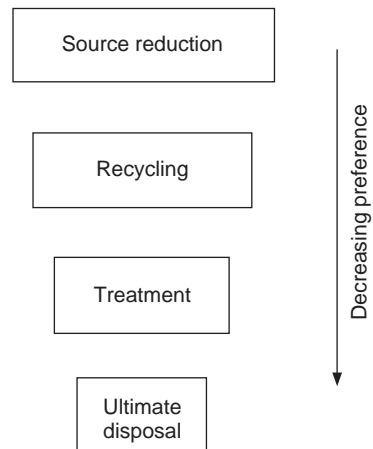 Source reduction
Recycling
Treatment
Ultimate
disposal
Decreasing preference